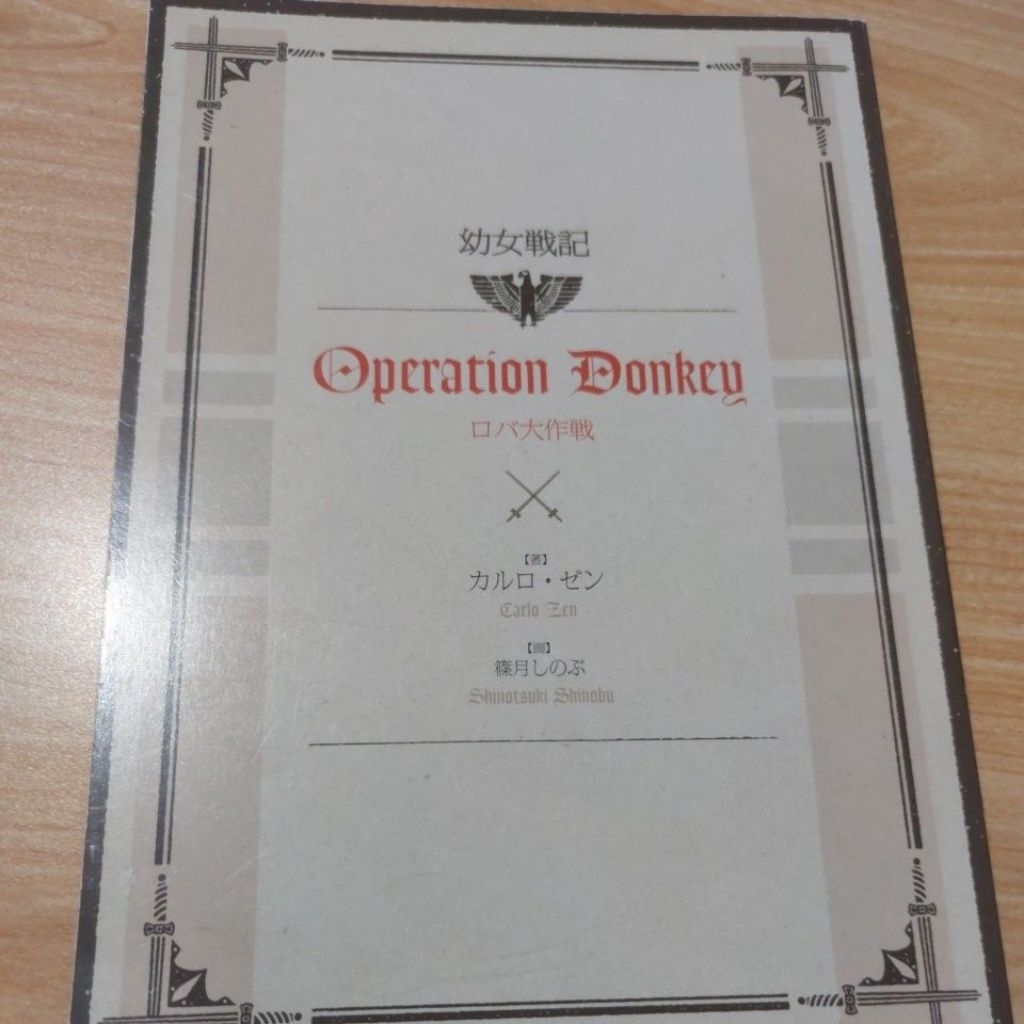 幼女戦記
Operation Donkey
ロバ大作戦
【著】
カルロ・ゼン
Carlo Zen
【画】
篠月しのぶ
Shinotsuki Shinobu